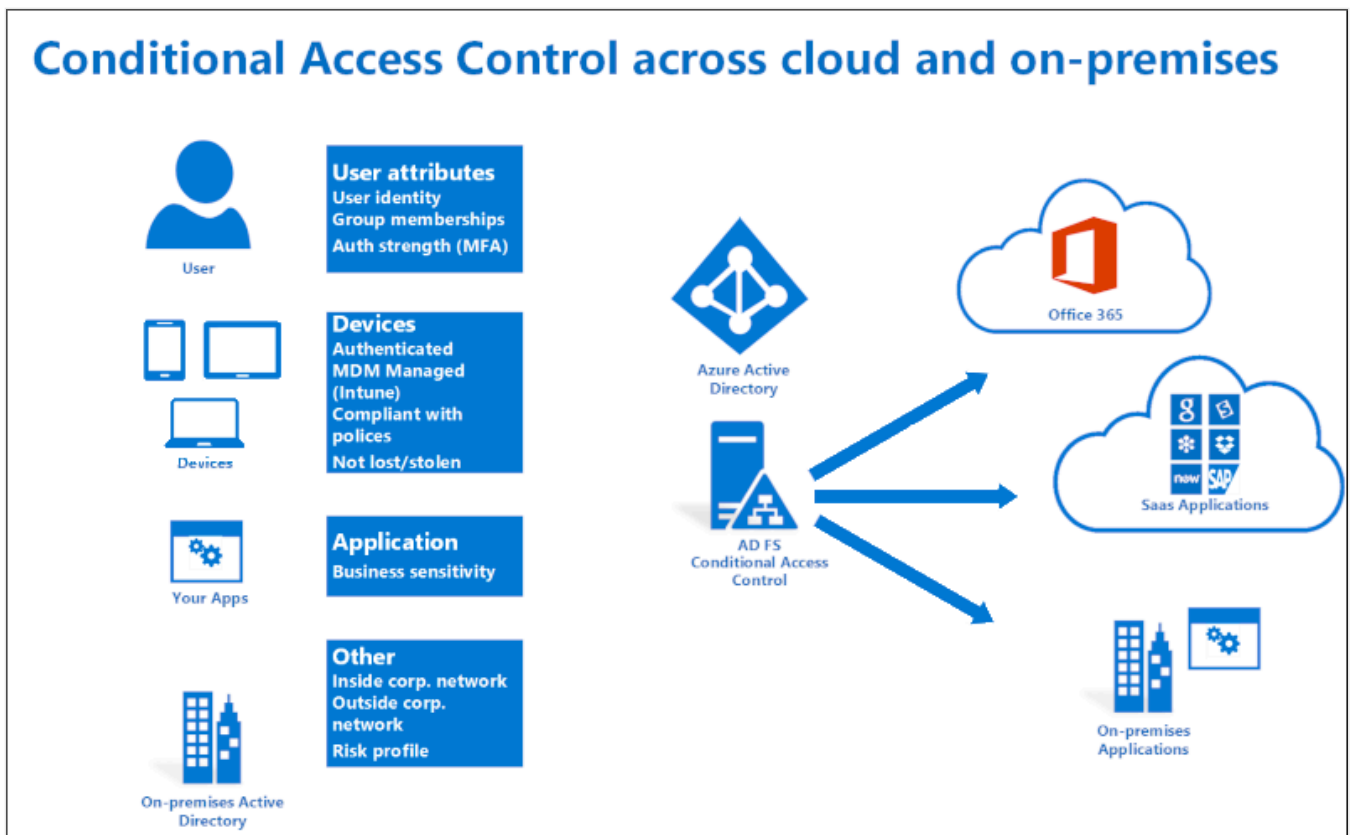 Conditional Access Control across cloud and on-premises
User
User attributes
User identity
Group memberships
Auth strength (MFA)
Devices
Devices
Authenticated
MDM Managed
(Intune)
Compliant with
polices
Not lost/stolen
Your Apps
Application
Business sensitivity
On-premises Active
Directory
Other
Inside corp. network
Outside corp.
network
Risk profile
Azure Active
Directory
AD FS
Conditional Access
Control
Office 365
g
now
SAP
Saas Applications
On-premises
Applications